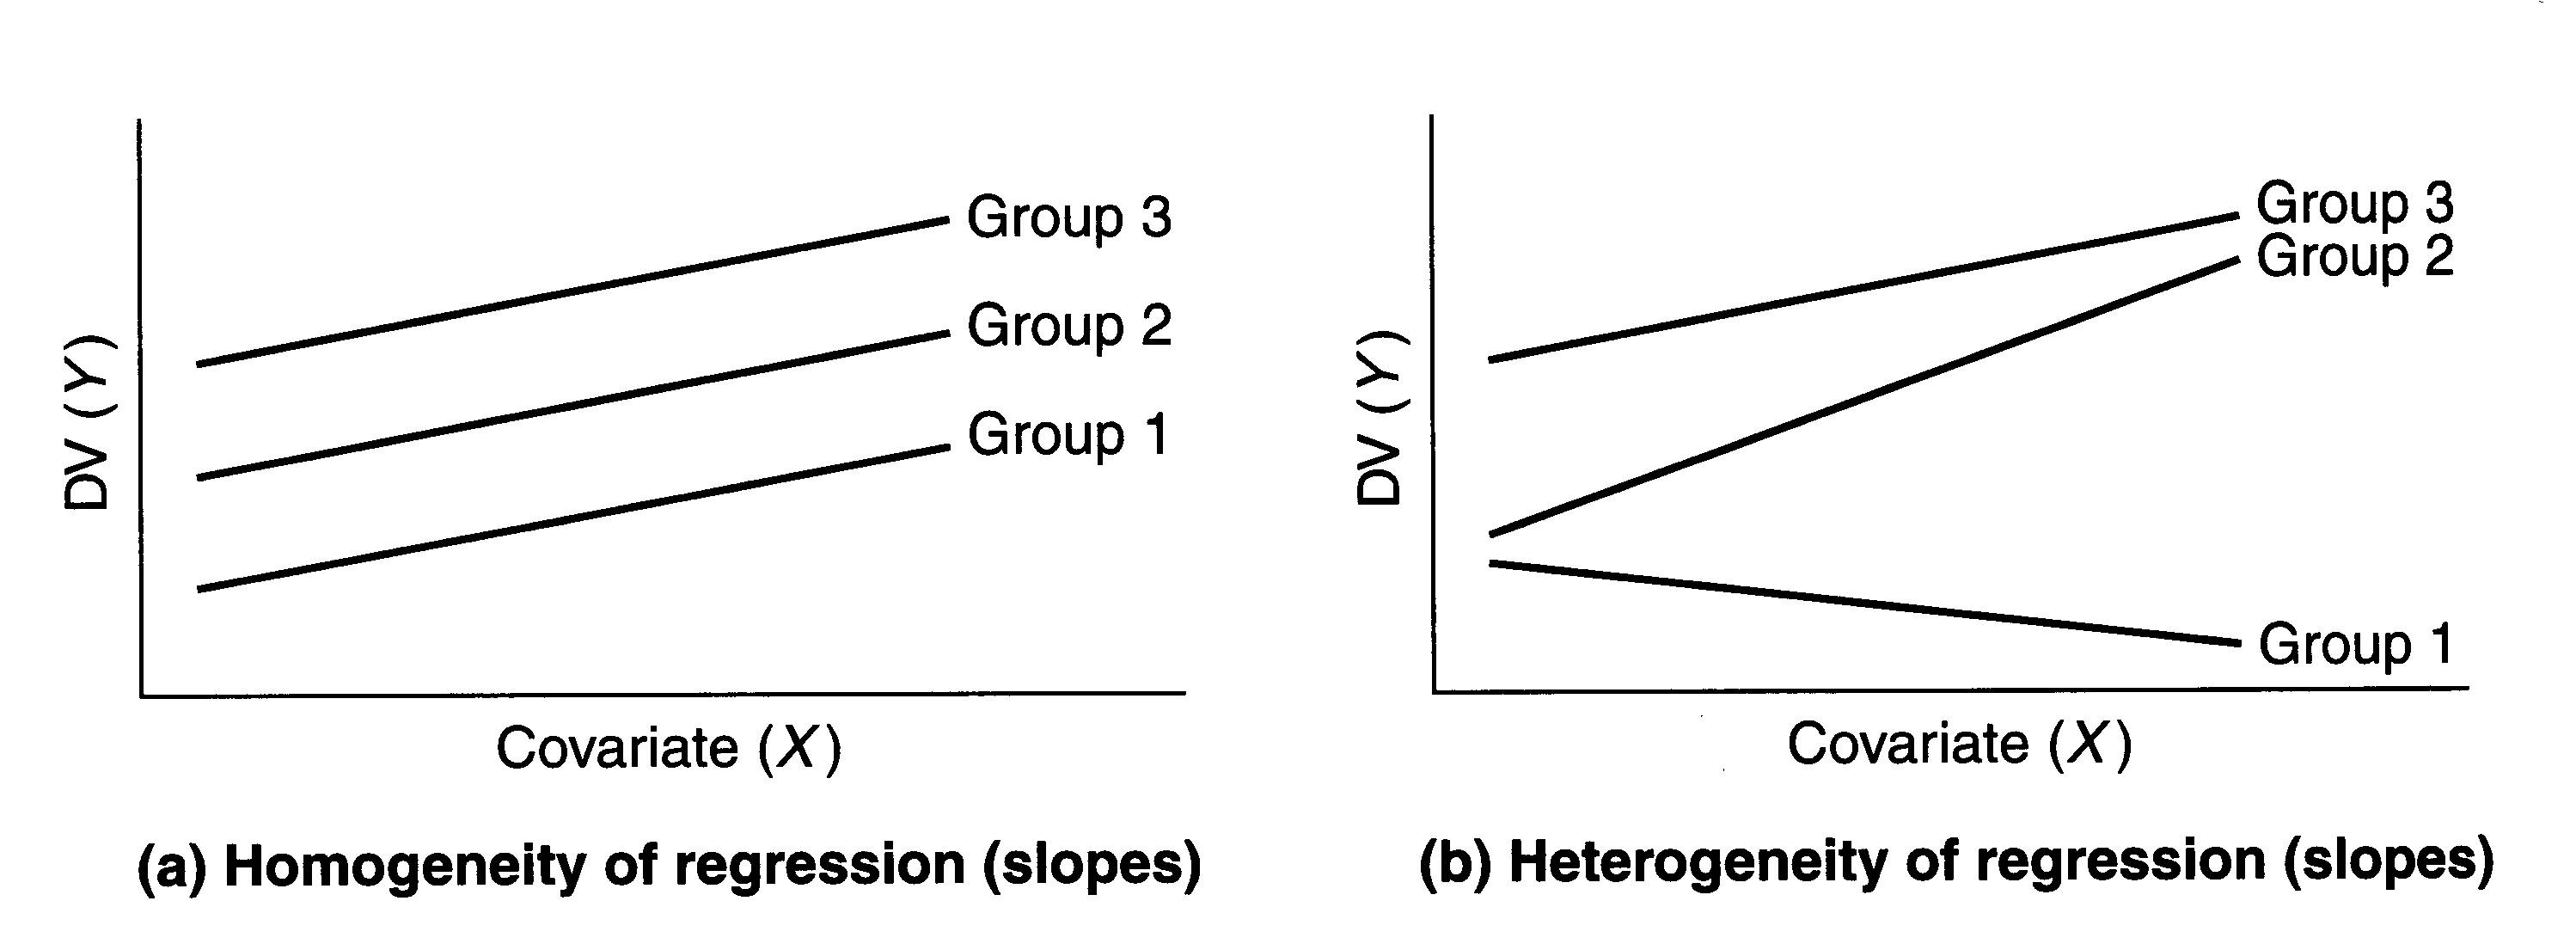 Group 3
Group 2
Group 1
DV (Y)
Covariate (X)
(a) Homogeneity of regression (slopes)
Group 3
Group 2
Group 1
DV (Y)
Covariate (X)
(b) Heterogeneity of regression (slopes)